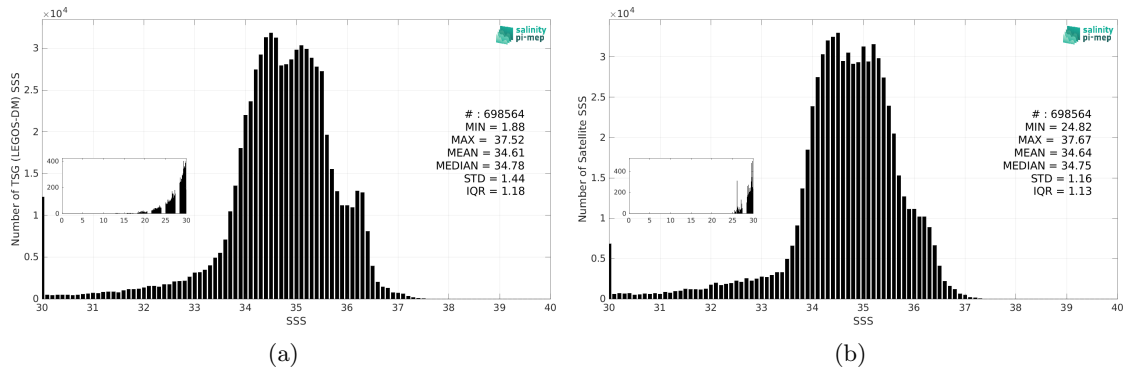 ×10⁴
salinity
pi-mep
3
2.5
2
1.5
1
0.5
0
Number of TSG (LEGOS-DM) SSS
# : 698564
MIN = 1.88
MAX = 37.52
MEAN = 34.61
MEDIAN = 34.78
STD = 1.44
IQR = 1.18
400
200
0
0 5 10 15 20 25 30
30 31 32 33 34 35 36 37 38 39 40
SSS
(a)
×10⁴
salinity
pi-mep
3
2.5
2
1.5
1
0.5
0
Number of Satellite SSS
# : 698564
MIN = 24.82
MAX = 37.67
MEAN = 34.64
MEDIAN = 34.75
STD = 1.16
IQR = 1.13
400
200
0
0 5 10 15 20 25 30
30 31 32 33 34 35 36 37 38 39 40
SSS
(b)